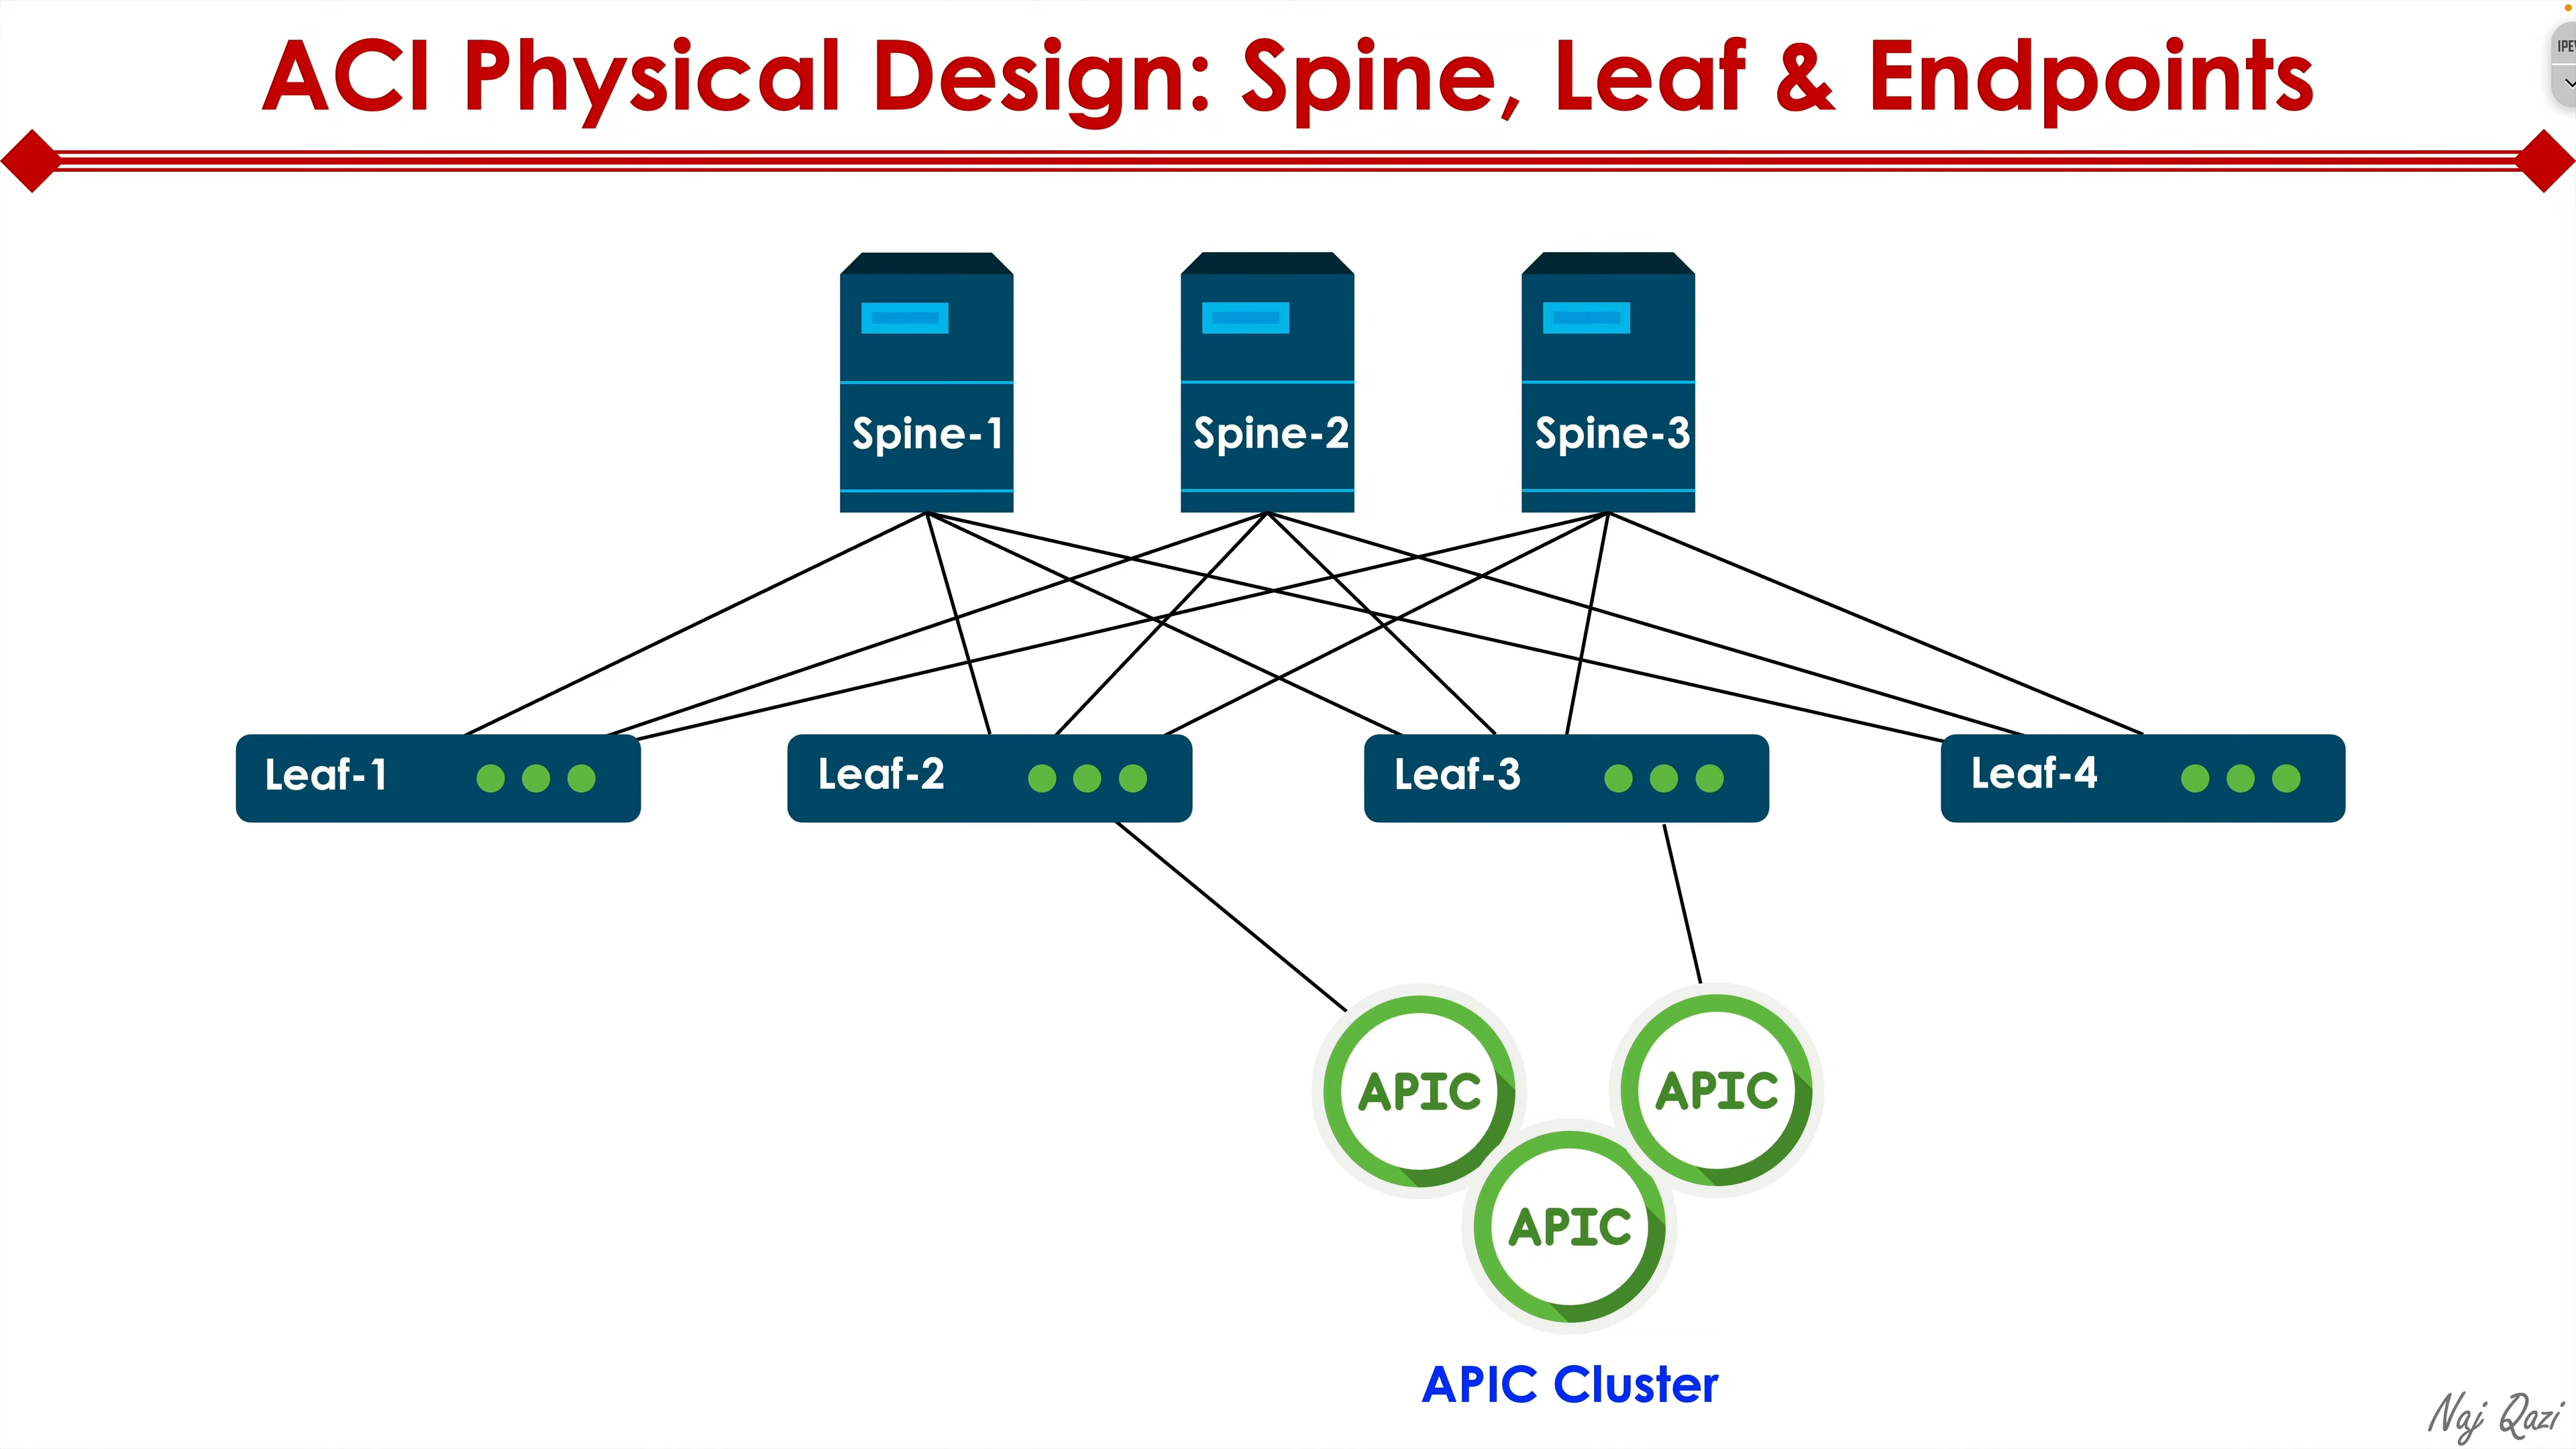 ACI Physical Design: Spine, Leaf & Endpoints
Spine-1
Spine-2
Spine-3
Leaf-1
Leaf-2
Leaf-3
Leaf-4
APIC
APIC
APIC
APIC Cluster
Naj Qazi